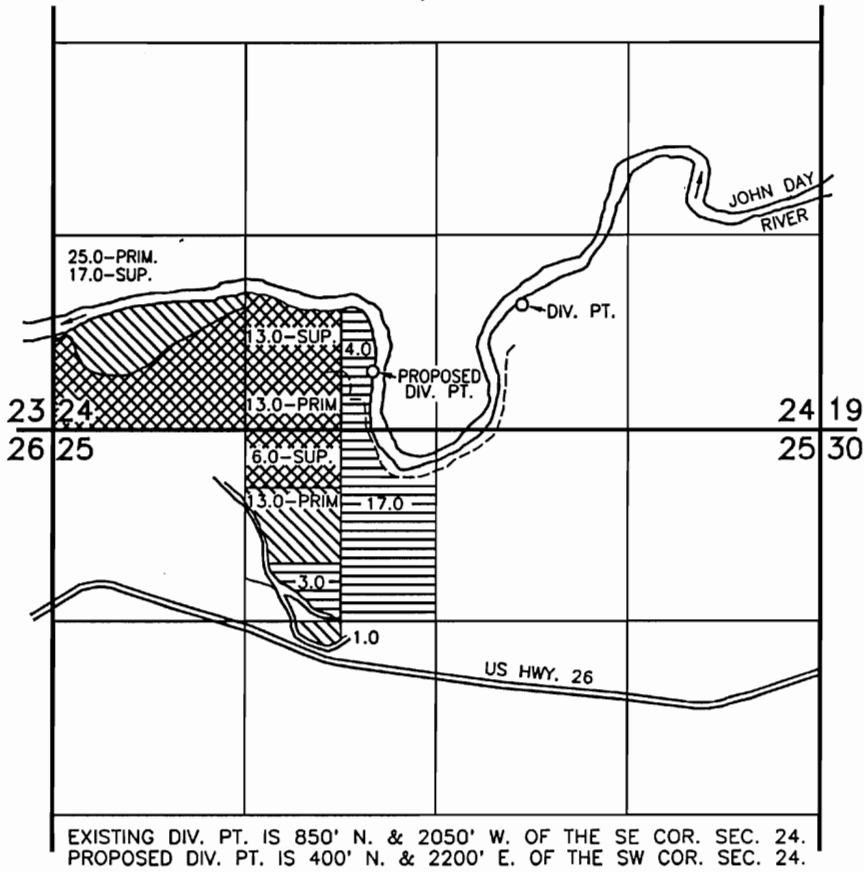 JOHN DAY
RIVER
25.0-PRIM.
17.0-SUP.
DIV. PT.
13.0-SUP.
4.0
PROPOSED
DIV. PT.
13.0-PRIM
23 24
24 19
26 25
25 30
6.0-SUP.
13.0-PRIM
17.0
3.0
1.0
US HWY. 26
EXISTING DIV. PT. IS 850' N. & 2050' W. OF THE SE COR. SEC. 24.
PROPOSED DIV. PT. IS 400' N. & 2200' E. OF THE SW COR. SEC. 24.